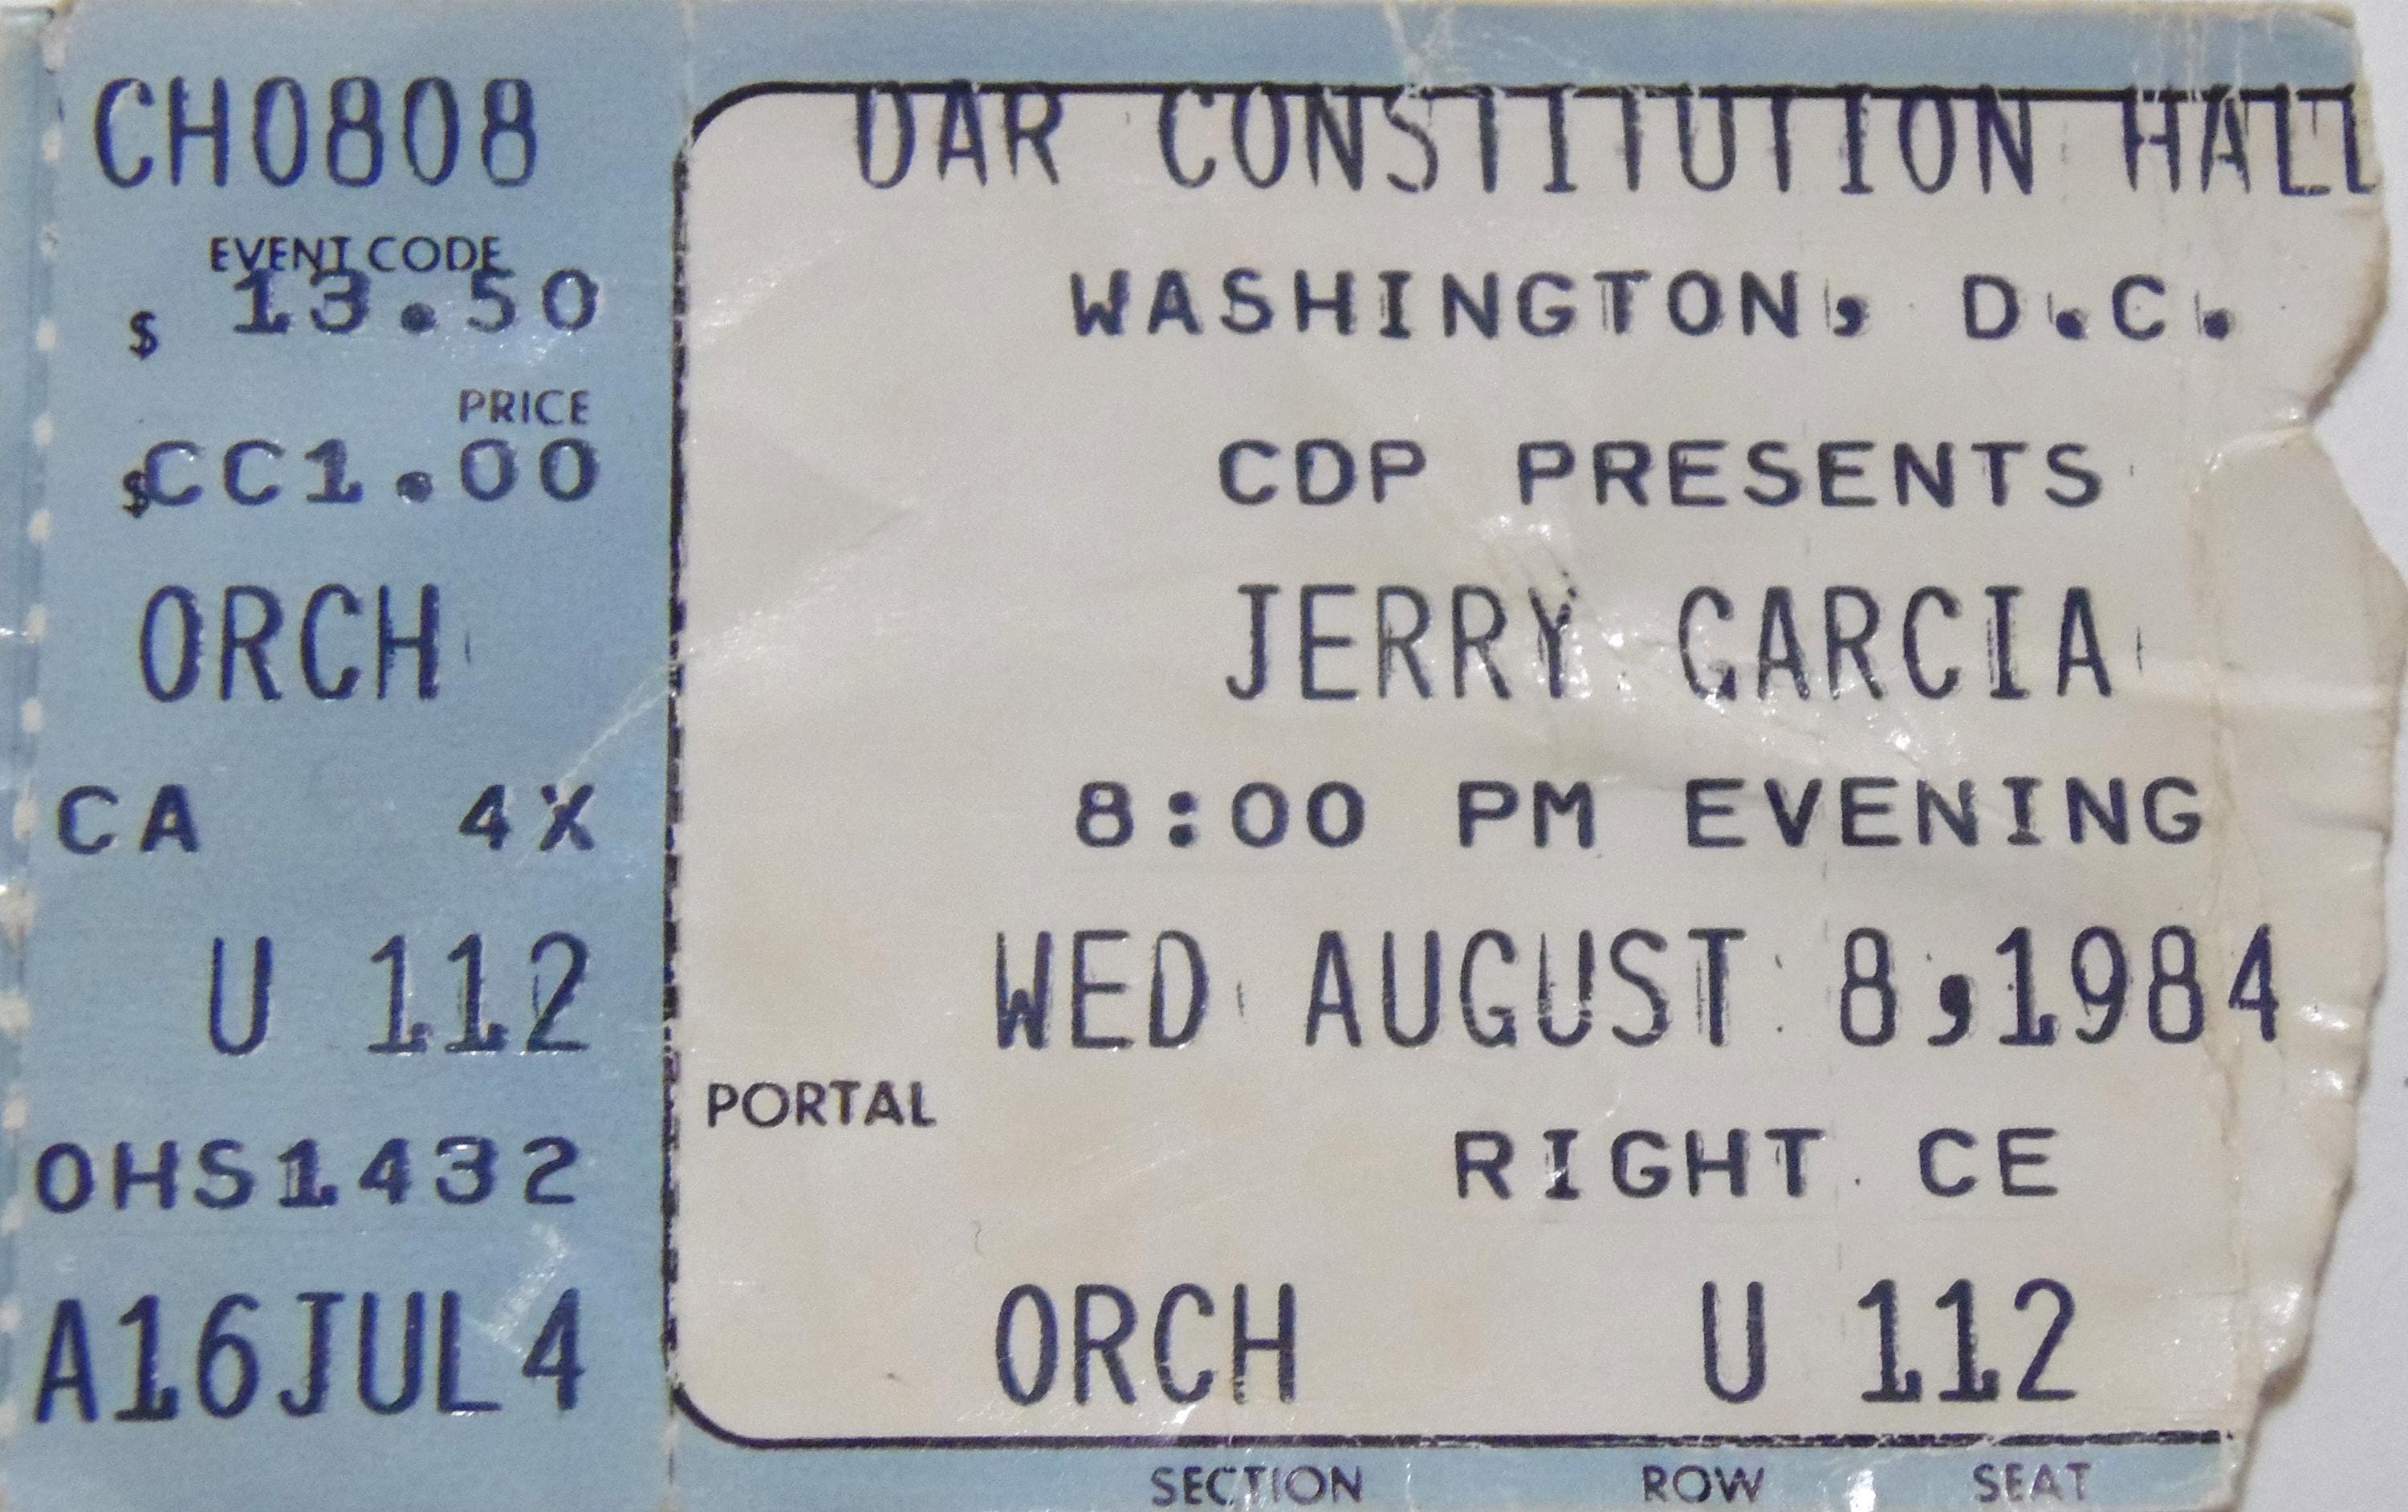 CH0808
EVENT CODE
$ 13.50
PRICE
$CC1.00
ORCH
CA 4X
U 112
OHS1432
A16JUL4
DAR CONSTITUTION HALL
WASHINGTON, D.C.
CDP PRESENTS
JERRY GARCIA
8:00 PM EVENING
WED AUGUST 8,1984
PORTAL
RIGHT CE
ORCH U 112
SECTION ROW SEAT